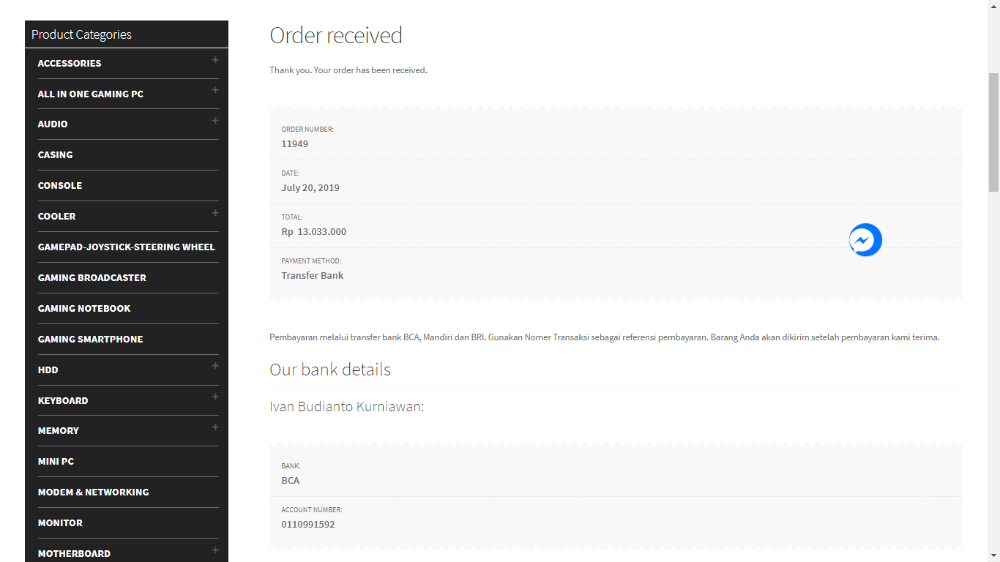 Product Categories
ACCESSORIES
ALL IN ONE GAMING PC
AUDIO
CASING
CONSOLE
COOLER
GAMEPAD-JOYSTICK-STEERING WHEEL
GAMING BROADCASTER
GAMING NOTEBOOK
GAMING SMARTPHONE
HDD
KEYBOARD
MEMORY
MINI PC
MODEM & NETWORKING
MONITOR
MOTHERBOARD
Order received
Thank you. Your order has been received.
ORDER NUMBER:
11949
DATE:
July 20, 2019
TOTAL:
Rp 13.033.000
PAYMENT METHOD:
Transfer Bank
Pembayaran melalui transfer bank BCA, Mandiri dan BRI. Gunakan Nomer Transaksi sebagai referensi pembayaran. Barang Anda akan dikirim setelah pembayaran kami terima.
Our bank details
Ivan Budianto Kurniawan:
BANK:
BCA
ACCOUNT NUMBER:
0110991592